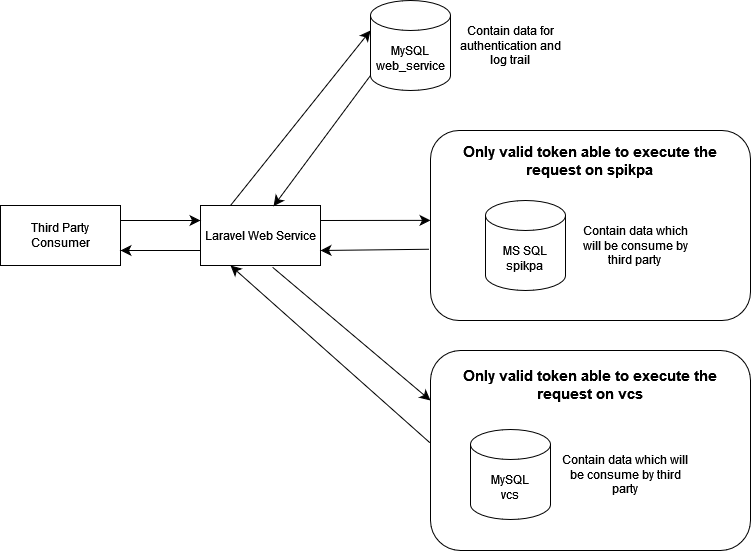 MySQL
web_service
Contain data for
authentication and
log trail
Only valid token able to execute the
request on spikpa
Third Party
Consumer
Laravel Web Service
MS SQL
spikpa
Contain data which
will be consume by
third party
Only valid token able to execute the
request on vcs
MySQL
vcs
Contain data which will
be consume by third
party